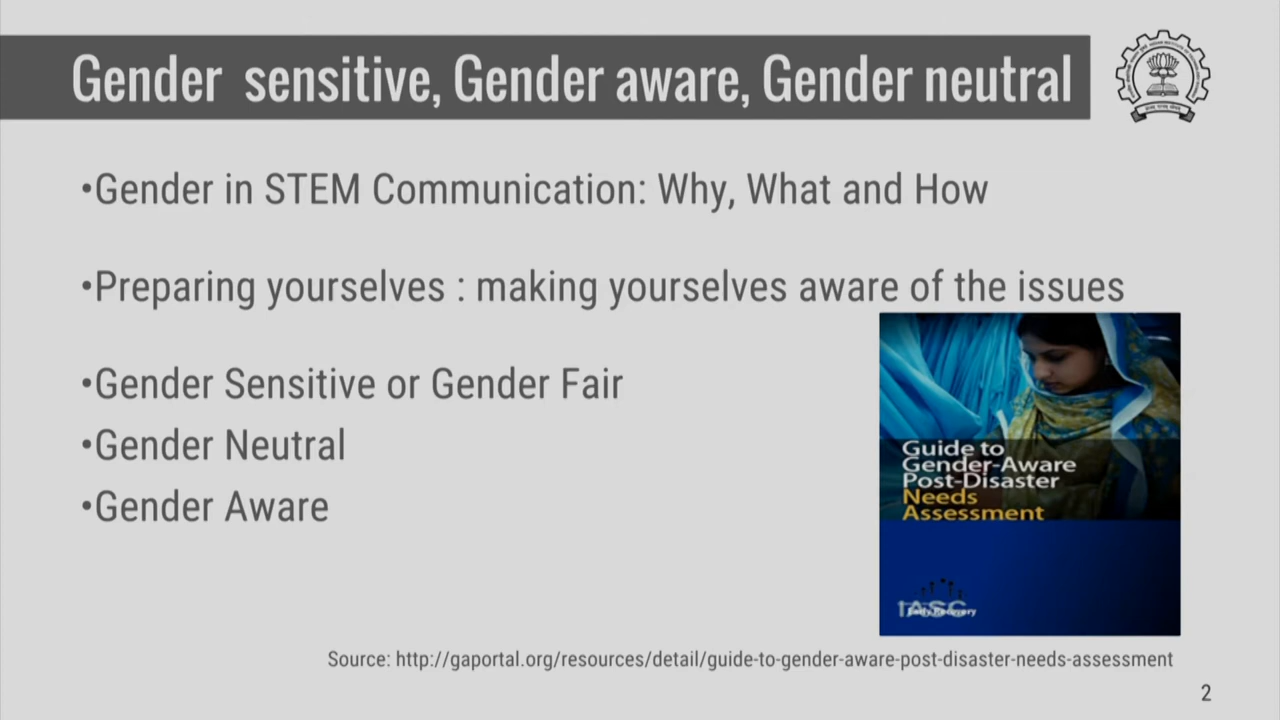 Gender sensitive, Gender aware, Gender neutral
•Gender in STEM Communication: Why, What and How
•Preparing yourselves : making yourselves aware of the issues
•Gender Sensitive or Gender Fair
•Gender Neutral
•Gender Aware
Guide to
Gender-Aware
Post-Disaster
Needs
Assessment
IASC
Early Recovery
Source: http://gaportal.org/resources/detail/guide-to-gender-aware-post-disaster-needs-assessment
2